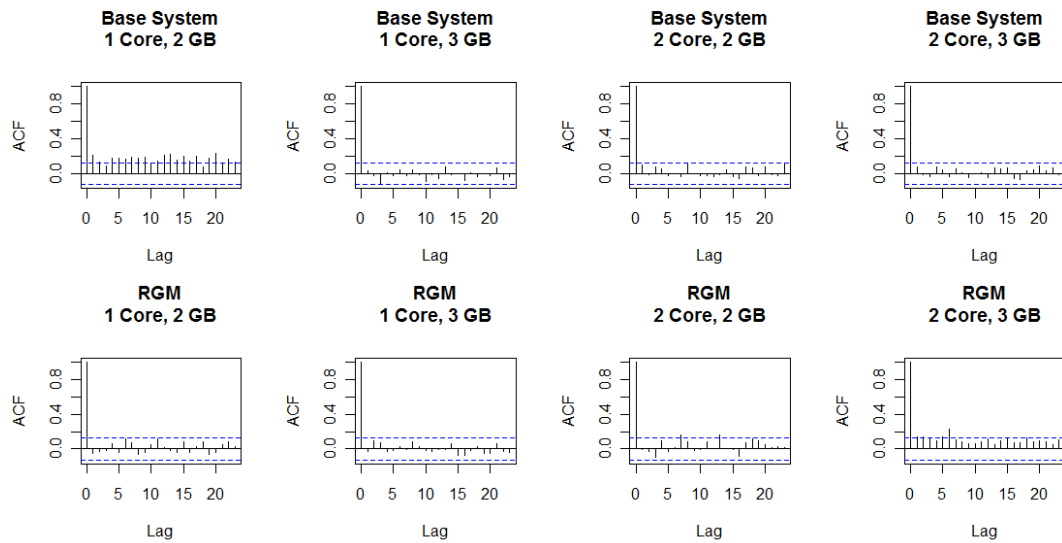 Base System
1 Core, 2 GB
ACF
0.0 0.4 0.8
0 5 10 15 20
Lag
Base System
1 Core, 3 GB
ACF
0.0 0.4 0.8
0 5 10 15 20
Lag
Base System
2 Core, 2 GB
ACF
0.0 0.4 0.8
0 5 10 15 20
Lag
Base System
2 Core, 3 GB
ACF
0.0 0.4 0.8
0 5 10 15 20
Lag
RGM
1 Core, 2 GB
ACF
0.0 0.4 0.8
0 5 10 15 20
Lag
RGM
1 Core, 3 GB
ACF
0.0 0.4 0.8
0 5 10 15 20
Lag
RGM
2 Core, 2 GB
ACF
0.0 0.4 0.8
0 5 10 15 20
Lag
RGM
2 Core, 3 GB
ACF
0.0 0.4 0.8
0 5 10 15 20
Lag